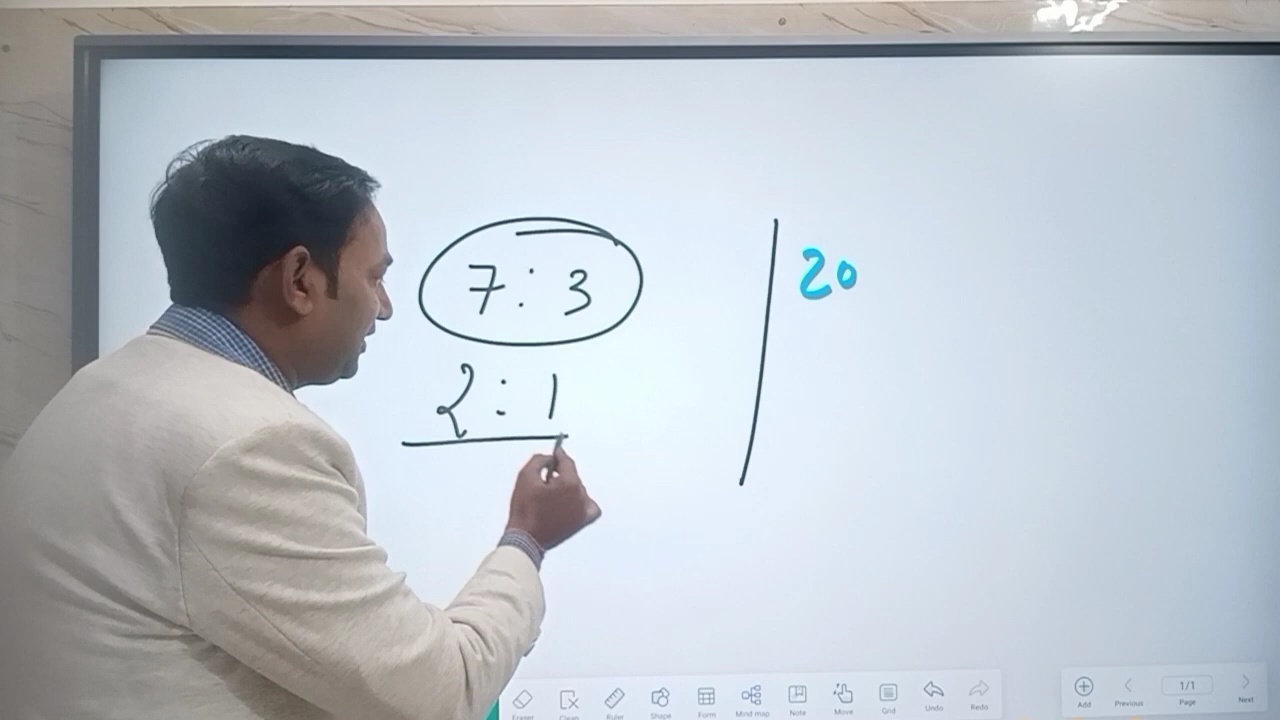 7 : 3
2 : 1
20
Eraser Clean Ruler Shape Form Mind map Note Move Grid Undo Redo
Add Previous 1/1 Page Next